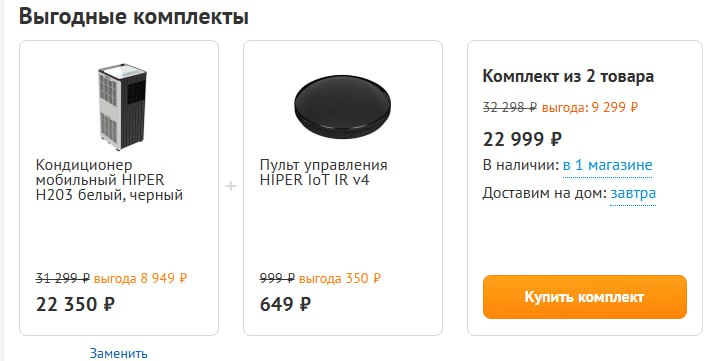 Выгодные комплекты
Кондиционер
мобильный HIPER
H203 белый, черный
31 299 ₽ выгода 8 949 ₽
22 350 ₽
Заменить
+
Пульт управления
HIPER IoT IR v4
999 ₽ выгода 350 ₽
649 ₽
Комплект из 2 товара
32 298 ₽ выгода: 9 299 ₽
22 999 ₽
В наличии: в 1 магазине
Доставим на дом: завтра
Купить комплект